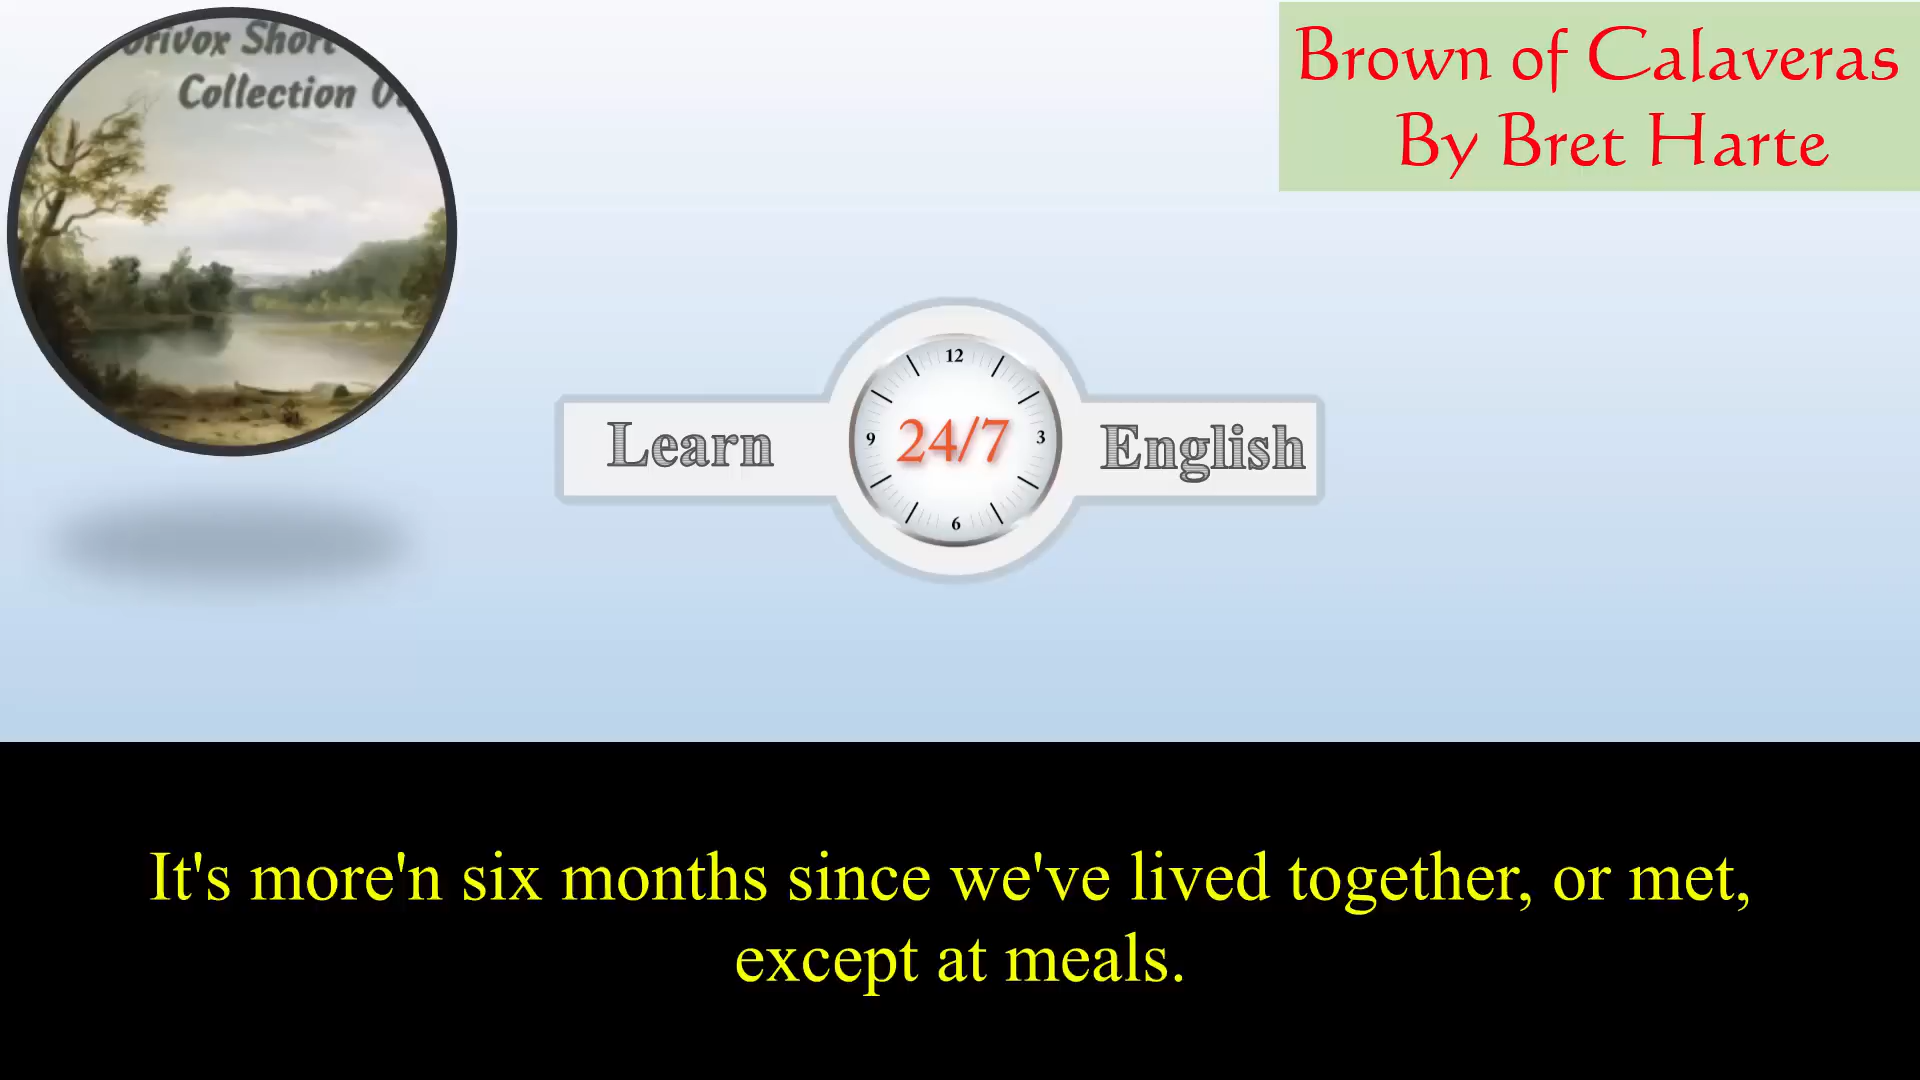 Short
Collection
Brown of Calaveras
By Bret Harte
12
9
24/7
3
6
Learn
English
It's more'n six months since we've lived together, or met,
except at meals.